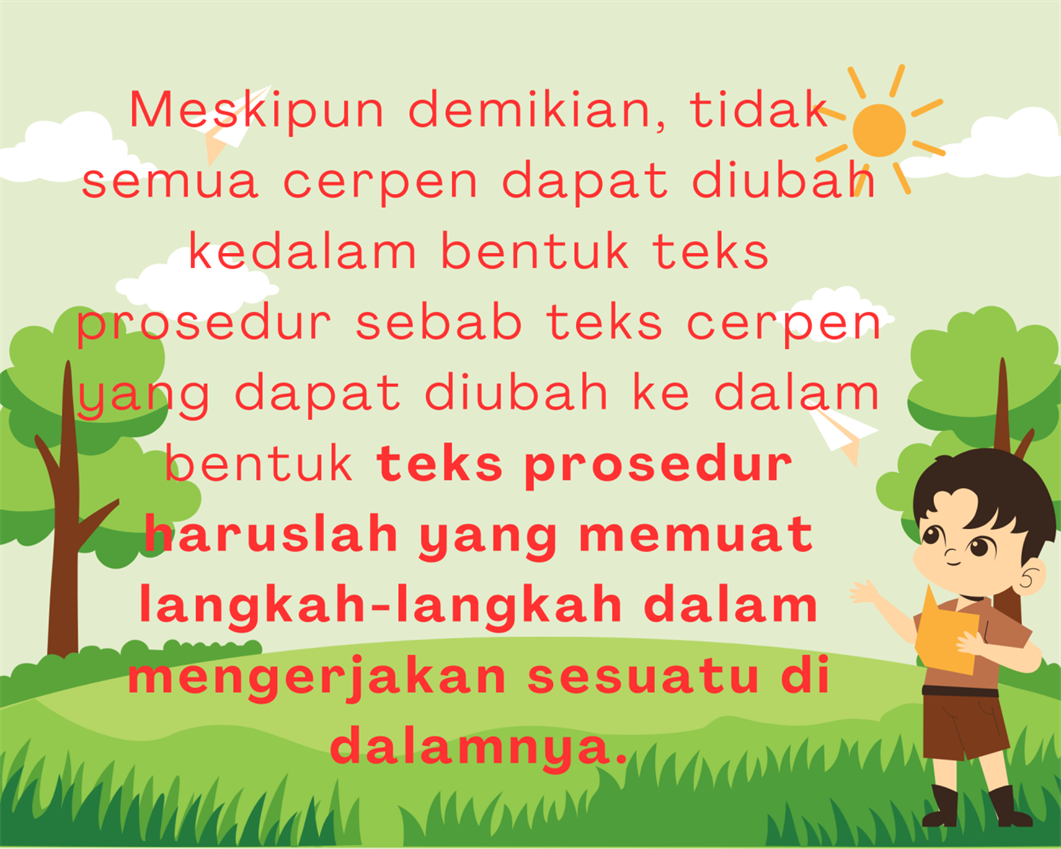 Meskipun demikian, tidak
semua cerpen dapat diubah
kedalam bentuk teks
prosedur sebab teks cerpen
yang dapat diubah ke dalam
bentuk teks prosedur
haruslah yang memuat
langkah-langkah dalam
mengerjakan sesuatu di
dalamnya.